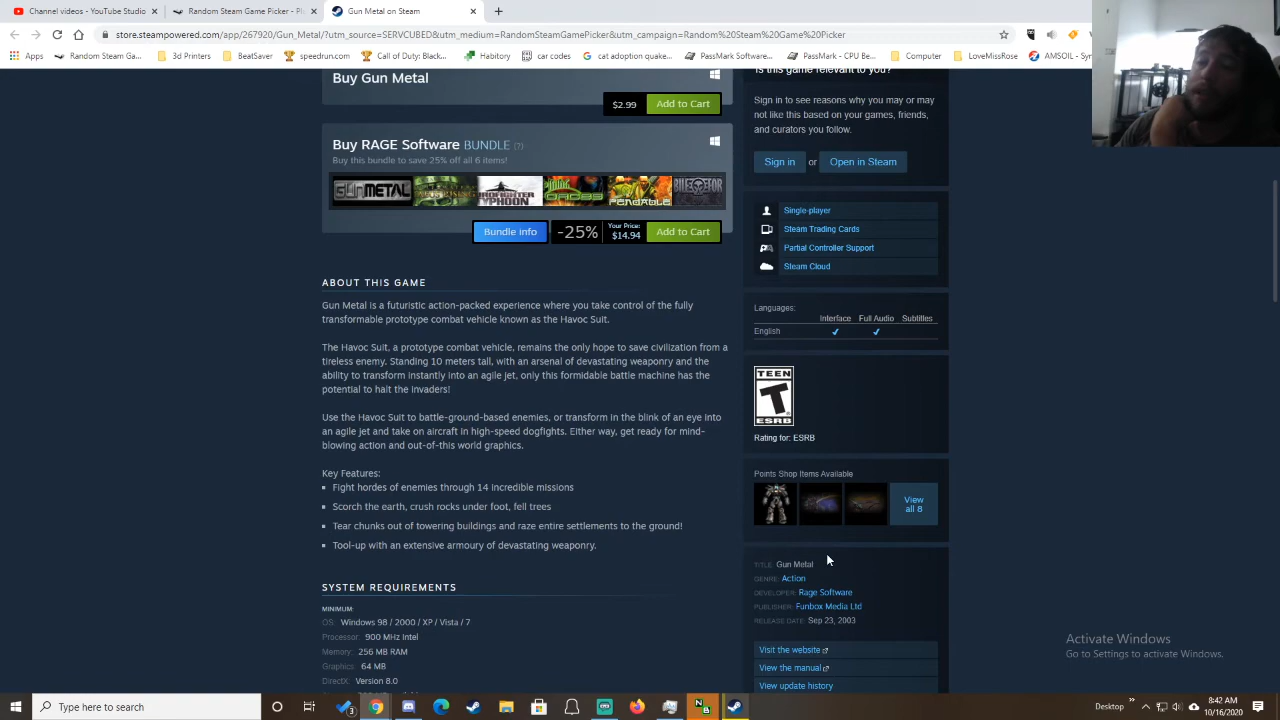 Channel videos - YouTube Studio
Random Steam Game Picker - Pic
Gun Metal on Steam
store.steampowered.com/app/267920/Gun_Metal/?utm_source=SERVCUBED&utm_medium=RandomSteamGamePicker&utm_campaign=Random%20Steam%20Game%20Picker
Apps
Random Steam Ga...
3d Printers
BeastNode
speedrun.com
Call of Duty: Black...
Habitory
car codes
cat adoption quake...
PassMark Software...
PassMark - CPU Be...
Computer
LoveMissRose
AMSOIL - Syn
Buy Gun Metal
$2.99
Add to Cart
Buy RAGE Software BUNDLE (?)
Buy this bundle to save 25% off all 6 items!
GUNMETAL
Bundle info
-25%
Your Price:
$14.94
Add to Cart
ABOUT THIS GAME
Gun Metal is a futuristic action-packed experience where you take control of the fully
transformable prototype combat vehicle known as the Havoc Suit.
The Havoc Suit, a prototype combat vehicle, remains the only hope to save civilization from a
tireless enemy. Standing 10 meters tall, with an arsenal of devastating weaponry and the
ability to transform instantly into an agile jet, only this formidable battle machine has the
potential to halt the invaders!
Use the Havoc Suit to battle-ground-based enemies, or transform in the blink of an eye into
an agile jet and take on aircraft in high-speed dogfights. Either way, get ready for mind-
blowing action and out-of-this world graphics.
Key Features:
Fight hordes of enemies through 14 incredible missions
Scorch the earth, crush rocks under foot, fell trees
Tear chunks out of towering buildings and raze entire settlements to the ground!
Tool-up with an extensive armoury of devastating weaponry.
SYSTEM REQUIREMENTS
MINIMUM:
OS: Windows 98 / 2000 / XP / Vista / 7
Processor: 900 MHz Intel
Memory: 256 MB RAM
Graphics: 64 MB
DirectX: Version 8.0
Is this game relevant to you?
Sign in to see reasons why you may or may
not like this based on your games, friends,
and curators you follow.
Sign in or Open in Steam
Single-player
Steam Trading Cards
Partial Controller Support
Steam Cloud
Languages:
Interface Full Audio Subtitles
English ✔ ✔
TEEN
T
ESRB
Rating for: ESRB
Points Shop Items Available
View
all 8
TITLE: Gun Metal
GENRE: Action
DEVELOPER: Rage Software
PUBLISHER: Funbox Media Ltd
RELEASE DATE: Sep 23, 2003
Visit the website
View the manual
View update history
Activate Windows
Go to Settings to activate Windows.
Type here to search
3
Desktop
8:42 AM
10/16/2020